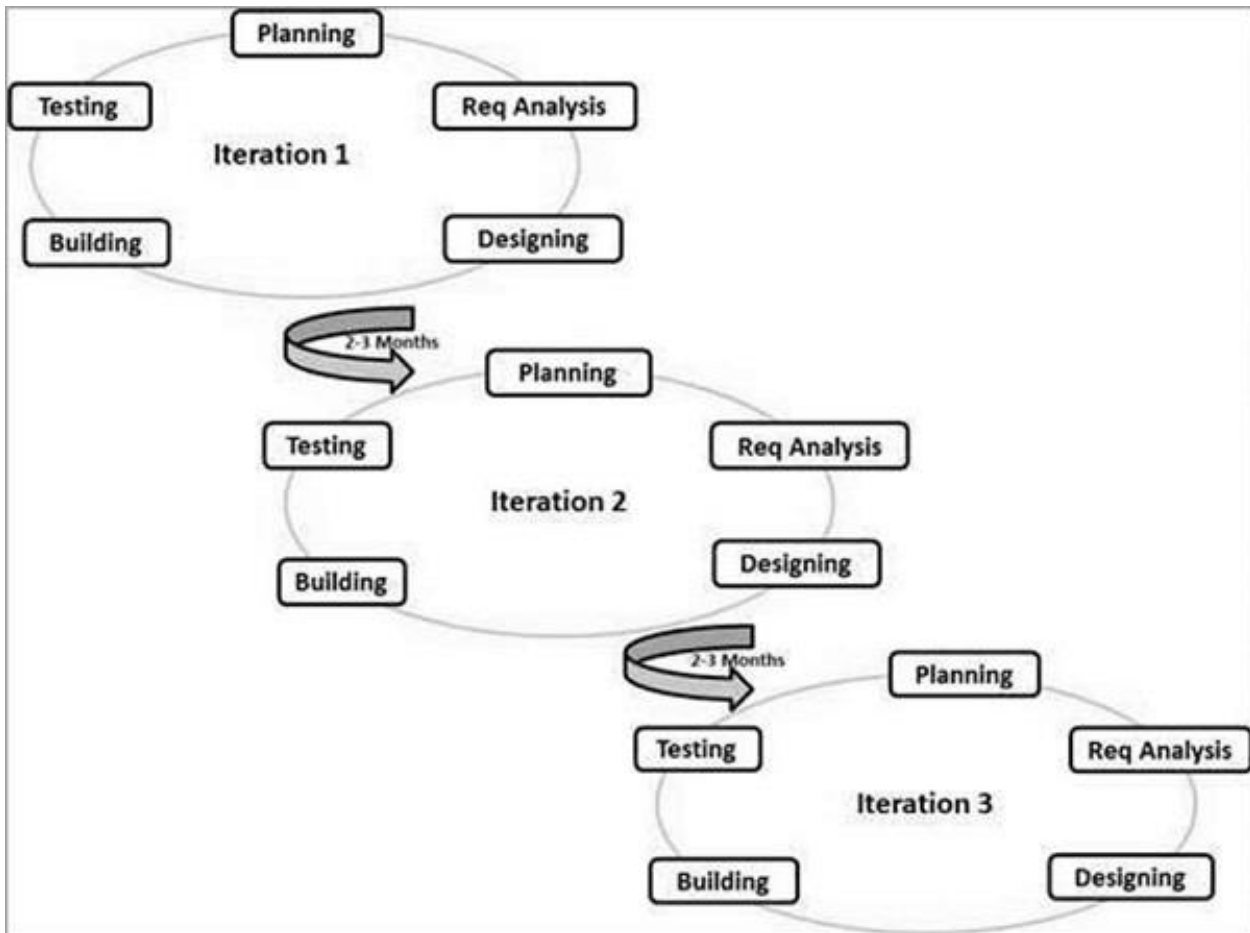 Planning
Testing
Req Analysis
Iteration 1
Building
Designing
2-3 Months
Planning
Testing
Req Analysis
Iteration 2
Building
Designing
2-3 Months
Planning
Testing
Req Analysis
Iteration 3
Building
Designing